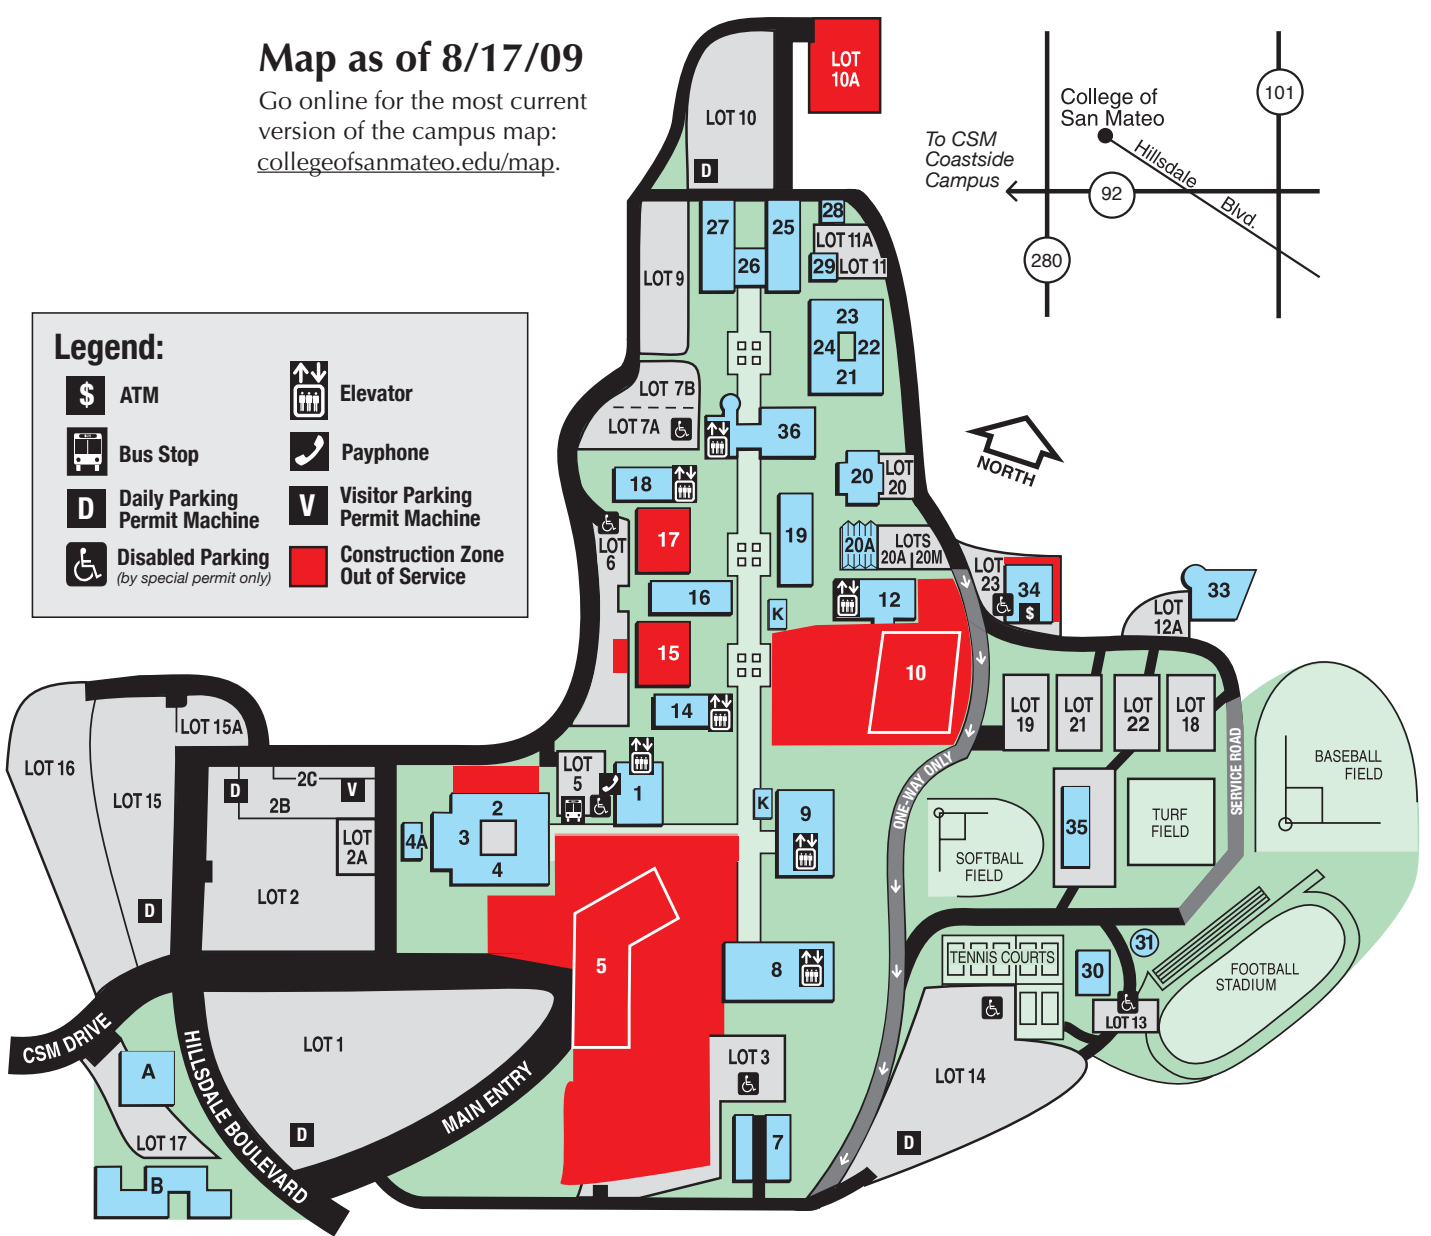 Map as of 8/17/09
Go online for the most current
version of the campus map:
collegeofsanmateo.edu/map.
LOT
10A
LOT 10
D
101
College of
San Mateo
To CSM
Coastside
Campus
Hillsdale
Blvd.
92
280
27
25
28
26
LOT 11A
29
LOT 11
LOT 9
23
24
22
21
Legend:
$
ATM
Elevator
Bus Stop
Payphone
D
Daily Parking
Permit Machine
V
Visitor Parking
Permit Machine
Disabled Parking
(by special permit only)
Construction Zone
Out of Service
LOT 7B
LOT 7A
36
NORTH
18
20
LOT
20
17
LOT
6
19
20A
LOTS
20A
20M
16
K
12
LOT
23
34
$
33
LOT
12A
15
10
14
LOT
19
LOT
21
LOT
22
LOT
18
LOT 16
LOT 15A
LOT 15
D
2C
2B
V
LOT
2A
LOT 2
D
LOT
5
1
2
3
4
4A
K
9
ONE-WAY ONLY
SERVICE ROAD
BASEBALL
FIELD
SOFTBALL
FIELD
35
TURF
FIELD
5
8
TENNIS COURTS
30
31
FOOTBALL
STADIUM
LOT 13
CSM DRIVE
HILLSDALE BOULEVARD
LOT 1
D
MAIN ENTRY
LOT 3
7
LOT 14
D
A
LOT 17
B